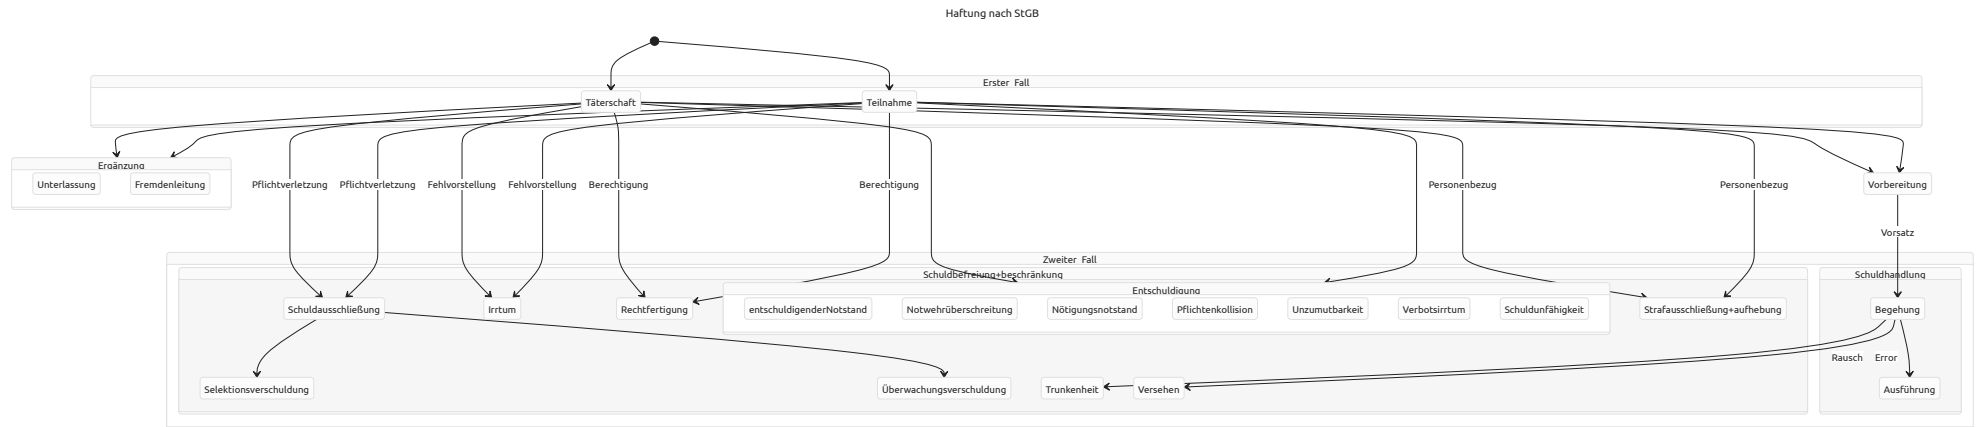 Haftung nach StGB
Erster Fall
Täterschaft
Teilnahme
Ergänzung
Unterlassung
Fremdenleitung
Pflichtverletzung
Pflichtverletzung
Fehlvorstellung
Fehlvorstellung
Berechtigung
Berechtigung
Personenbezug
Personenbezug
Vorbereitung
Vorsatz
Zweiter Fall
Schuldbefreiung+beschränkung
Schuldhandlung
Entschuldigung
Schuldausschließung
Irrtum
Rechtfertigung
entschuldigenderNotstand
Notwehrüberschreitung
Nötigungsnotstand
Pflichtenkollision
Unzumutbarkeit
Verbotsirrtum
Schuldunfähigkeit
Strafausschließung+aufhebung
Begehung
Rausch
Error
Selektionsverschuldung
Überwachungsverschuldung
Trunkenheit
Versehen
Ausführung